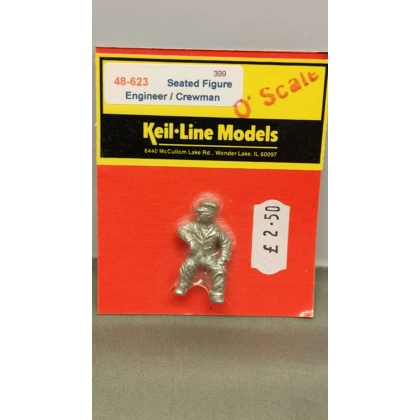 399
48-623 Seated Figure
Engineer / Crewman
O' Scale
Keil-Line Models
6440 McCullom Lake Rd., Wonder Lake, IL 60097
£2.50